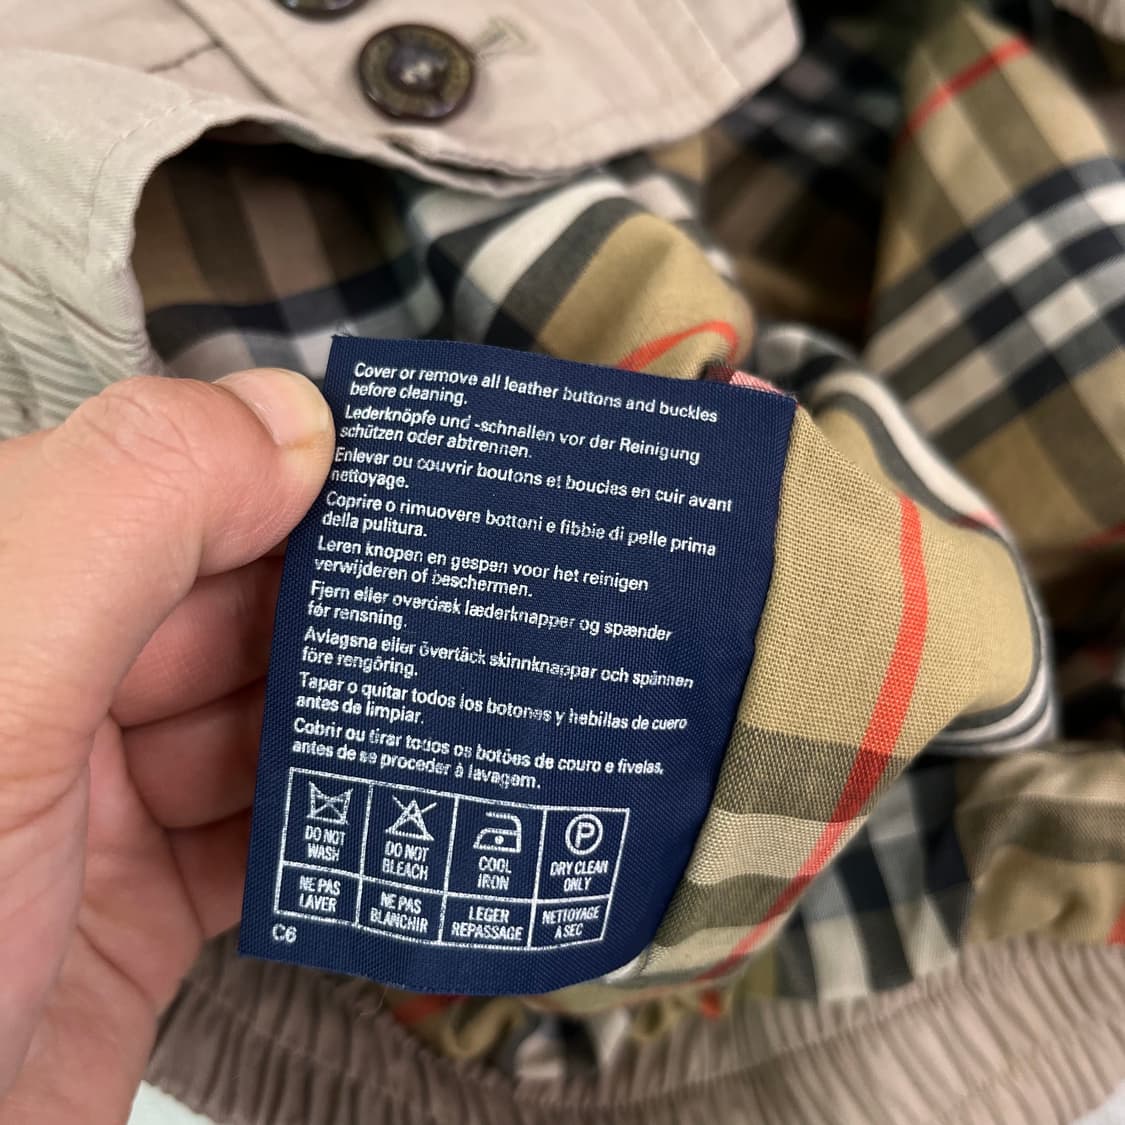 Cover or remove all leather buttons and buckles
before cleaning.
Lederknöpfe und -schnallen vor der Reinigung
schützen oder abtrennen.
Enlever ou couvrir boutons et boucles en cuir avant
nettoyage.
Coprire o rimuovere bottoni e fibbie di pelle prima
della pulitura.
Leren knopen en gespen voor het reinigen
verwijderen of beschermen.
Fjern eller overdæk læderknapper og spænder
før rensning.
Avlagsna eller övertäck skinnknappar och spännen
före rengöring.
Tapar o quitar todos los botones y hebillas de cuero
antes de limpiar.
Cobrir ou tirar todos os botões de couro e fivelas,
antes de se proceder à lavagem.
DO NOT WASH
DO NOT BLEACH
COOL IRON
P
DRY CLEAN ONLY
NE PAS LAVER
NE PAS BLANCHIR
LEGER REPASSAGE
NETTOYAGE A SEC
C6